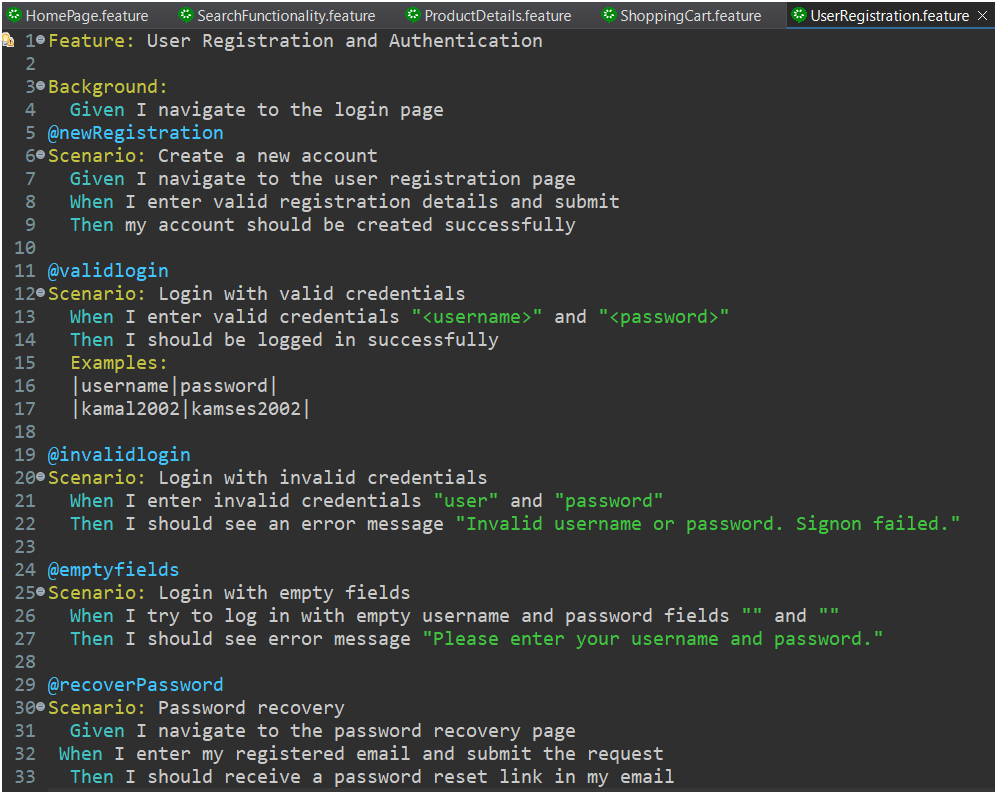 HomePage.feature SearchFunctionality.feature ProductDetails.feature ShoppingCart.feature UserRegistration.feature
1 Feature: User Registration and Authentication
2
3 Background:
4 Given I navigate to the login page
5 @newRegistration
6 Scenario: Create a new account
7 Given I navigate to the user registration page
8 When I enter valid registration details and submit
9 Then my account should be created successfully
10
11 @validlogin
12 Scenario: Login with valid credentials
13 When I enter valid credentials "<username>" and "<password>"
14 Then I should be logged in successfully
15 Examples:
16 |username|password|
17 |kamal2002|kamses2002|
18
19 @invalidlogin
20 Scenario: Login with invalid credentials
21 When I enter invalid credentials "user" and "password"
22 Then I should see an error message "Invalid username or password. Signon failed."
23
24 @emptyfields
25 Scenario: Login with empty fields
26 When I try to log in with empty username and password fields "" and ""
27 Then I should see error message "Please enter your username and password."
28
29 @recoverPassword
30 Scenario: Password recovery
31 Given I navigate to the password recovery page
32 When I enter my registered email and submit the request
33 Then I should receive a password reset link in my email